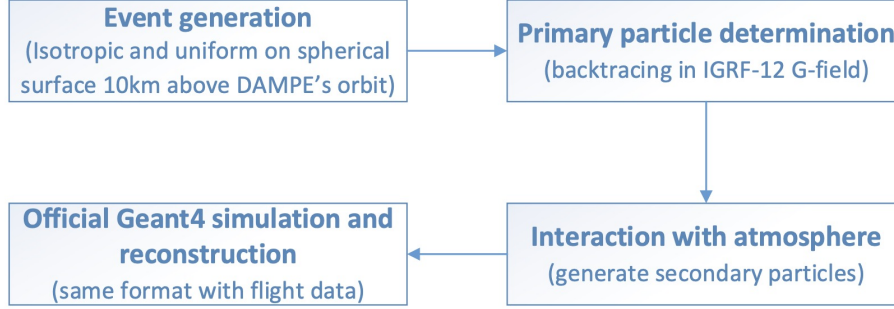 Event generation
(Isotropic and uniform on spherical
surface 10km above DAMPE's orbit)
Primary particle determination
(backtracing in IGRF-12 G-field)
Interaction with atmosphere
(generate secondary particles)
Official Geant4 simulation and
reconstruction
(same format with flight data)